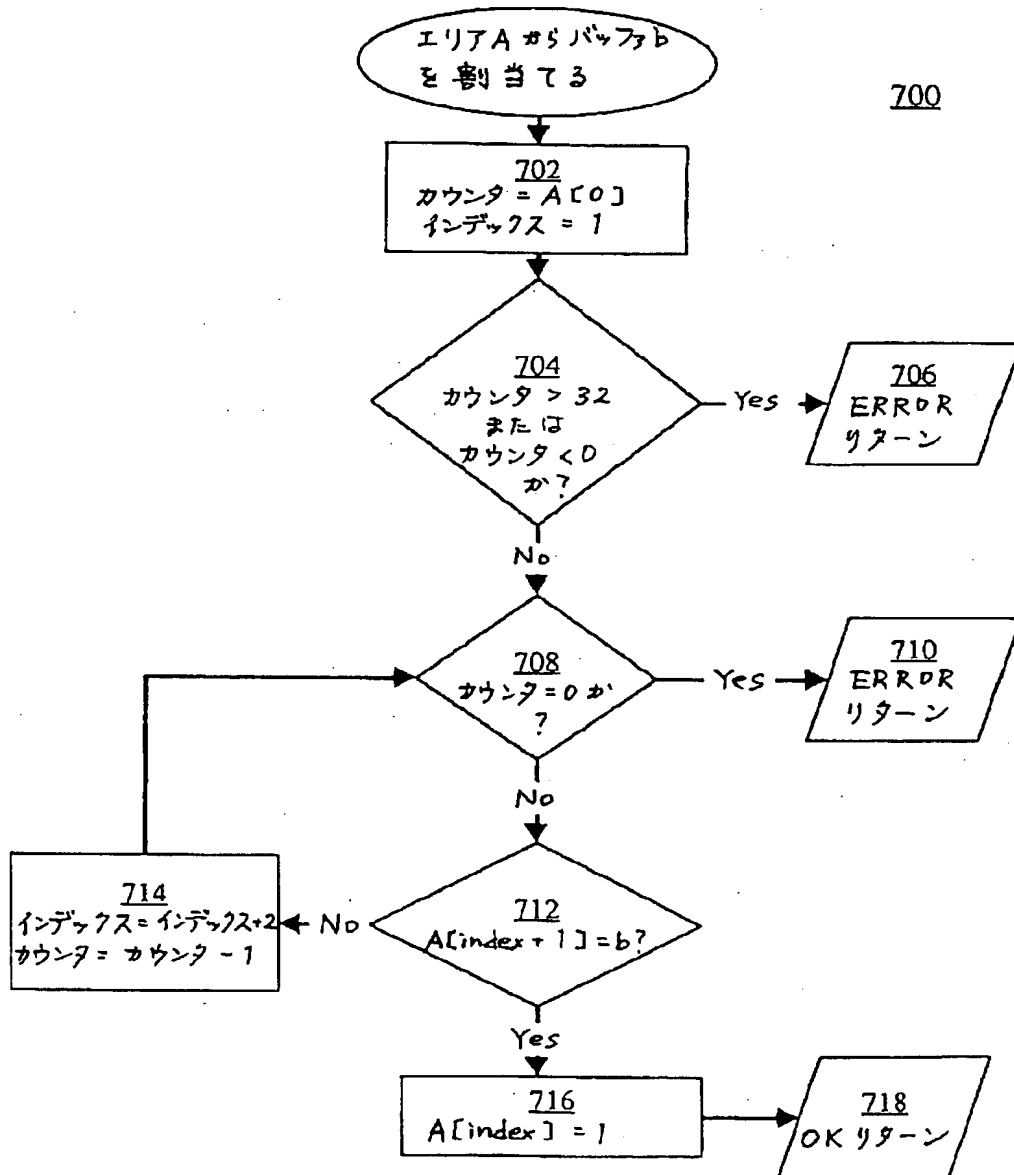 エリアAからバッファb
を割当てる
700
702
カウンタ = A[0]
インデックス = 1
704
カウンタ > 32
または
カウンタ < 0
か?
Yes
706
ERROR
リターン
No
708
カウンタ=0か
?
Yes
710
ERROR
リターン
No
712
A[index + 1] = b?
No
714
インデックス=インデックス+2
カウンタ= カウンタ - 1
Yes
716
A[index] = 1
718
OK リターン